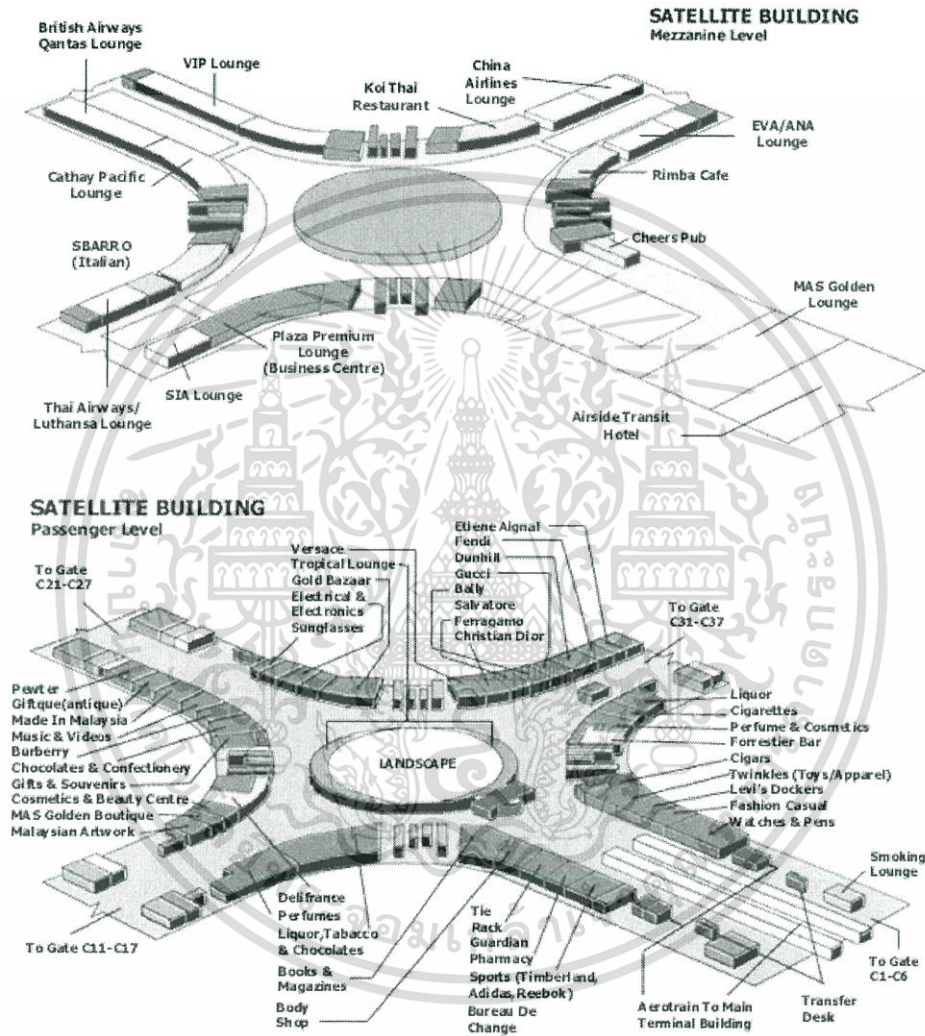 SATELLITE BUILDING
Mezzanine Level
British Airways
Qantas Lounge
VIP Lounge
Koi Thai
Restaurant
China
Airlines
Lounge
EVA/ANA
Lounge
Cathay Pacific
Lounge
Rimba Cafe
SBARRO
(Italian)
Cheers Pub
MAS Golden
Lounge
Plaza Premium
Lounge
(Business Centre)
SIA Lounge
Thai Airways/
Luthansa Lounge
Airside Transit
Hotel
SATELLITE BUILDING
Passenger Level
To Gate
C21-C27
Versace
Tropical Lounge
Gold Bazaar
Electrical &
Electronics
Sunglasses
Etiene Aignal
Fendi
Dunhill
Gucci
Bally
Salvatore
Ferragamo
Christian Dior
To Gate
C31-C37
Pewter
Giftque(antique)
Made In Malaysia
Music & Videos
Burberry
Chocolates & Confectionery
Gifts & Souvenirs
Cosmetics & Beauty Centre
MAS Golden Boutique
Malaysian Artwork
LANDSCAPE
Liquor
Cigarettes
Perfume & Cosmetics
Forrestier Bar
Cigars
Twinkles (Toys/Apparel)
Levi's Dockers
Fashion Casual
Watches & Pens
Smoking
Lounge
To Gate C11-C17
Delifrance
Perfumes
Liquor,Tabacco
& Chocolates
Books &
Magazines
Body
Shop
Tie
Rack
Guardian
Pharmacy
Sports (Timberland,
Adidas,Reebok)
Bureau De
Change
Aerotrain To Main
Terminal Building
Transfer
Desk
To Gate
C1-C6